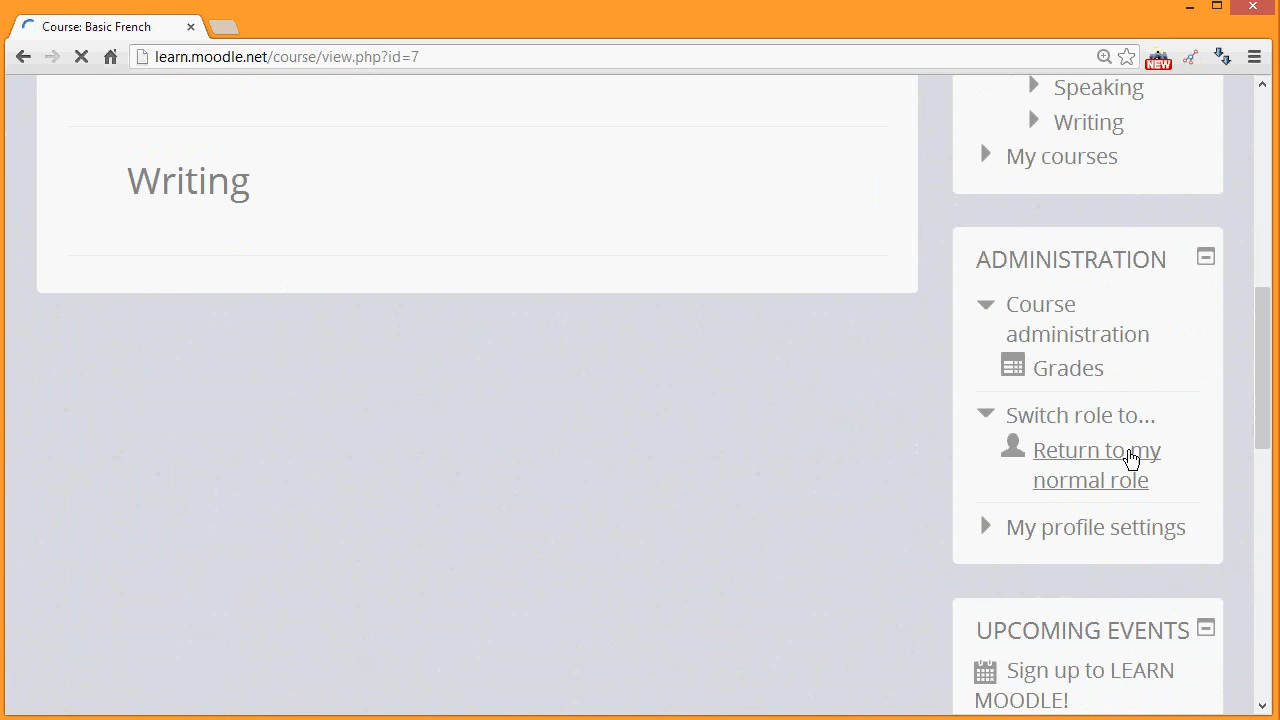 Course: Basic French
learn.moodle.net/course/view.php?id=7
NEW
Speaking
Writing
My courses
Writing
ADMINISTRATION
Course
administration
Grades
Switch role to...
Return to my
normal role
My profile settings
UPCOMING EVENTS
Sign up to LEARN
MOODLE!